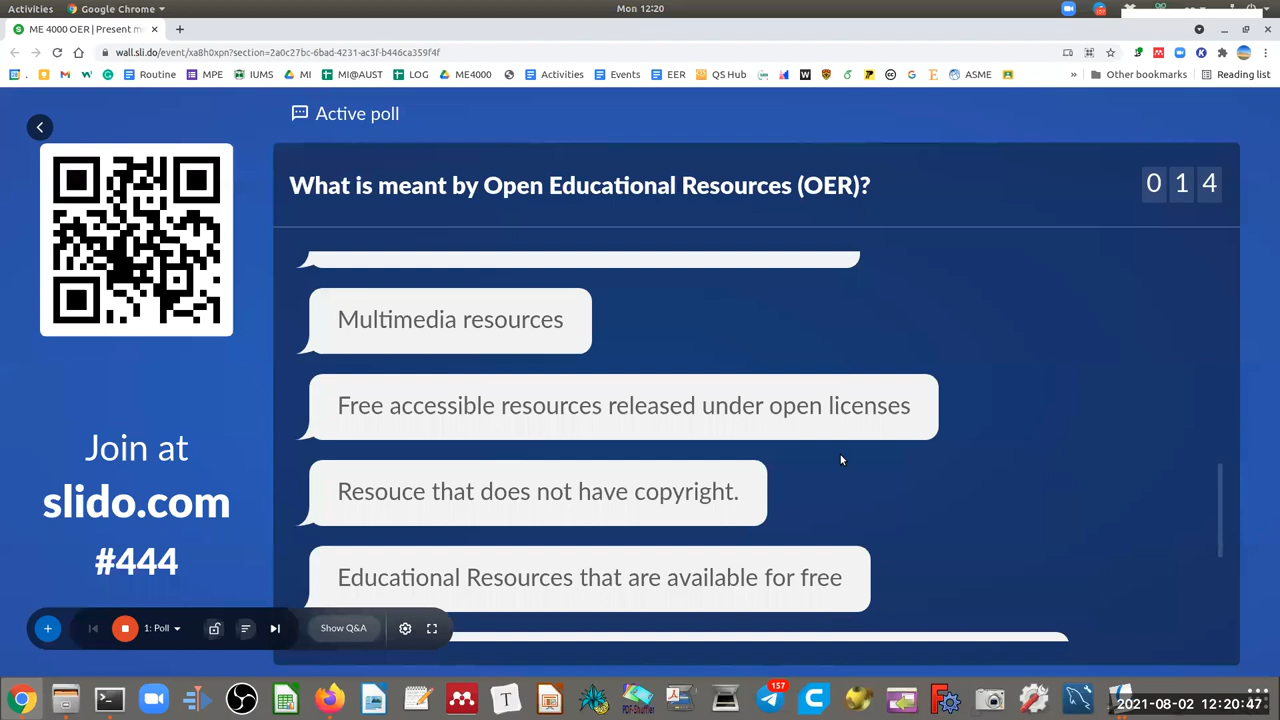 Activities
Google Chrome
Mon 12:20
ME 4000 OER | Present m
wall.sli.do/event/xa8h0xpn?section=2a0c27bc-6bad-4231-ac3f-b446ca359f4f
Routine
MPE
IUMS
MI
MI@AUST
LOG
ME4000
Activities
Events
EER
QS Hub
ASME
»
Other bookmarks
Reading list
Active poll
What is meant by Open Educational Resources (OER)?
0 1 4
Multimedia resources
Free accessible resources released under open licenses
Resouce that does not have copyright.
Educational Resources that are available for free
Join at
slido.com
#444
1: Poll
Show Q&A
157
2021-08-02 12:20:47